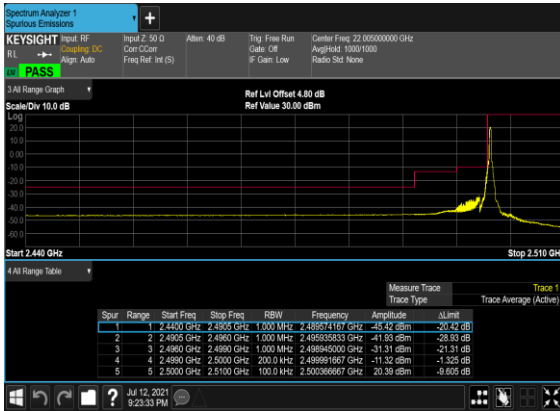 Spectrum Analyzer 1
Spurious Emissions
+
KEYSIGHT Input: RF Input Z: 50 Ω Atten: 40 dB Trig: Free Run Center Freq: 22.005000000 GHz
RL Coupling: DC Corr CCorr Gate: Off Avg|Hold: 1000/1000
Align: Auto Freq Ref: Int (S) IF Gain: Low Radio Std: None
PASS
3 All Range Graph
Ref Lvl Offset 4.80 dB
Scale/Div 10.0 dB Ref Value 30.00 dBm
Log
20.0
10.0
0.00
-10.0
-20.0
-30.0
-40.0
-50.0
-60.0
Start 2.440 GHz Stop 2.510 GH
4 All Range Table
Measure Trace Trace 1
Trace Type Trace Average (Active)
Spur Range Start Freq Stop Freq RBW Frequency Amplitude ΔLimit
1 1 2.4400 GHz 2.4905 GHz 1.000 MHz 2.489574167 GHz -45.42 dBm -20.42 dB
2 2 2.4905 GHz 2.4960 GHz 1.000 MHz 2.495935833 GHz -41.93 dBm -28.93 dB
3 3 2.4960 GHz 2.4990 GHz 1.000 MHz 2.498945000 GHz -31.31 dBm -21.31 dB
4 4 2.4990 GHz 2.5000 GHz 200.0 kHz 2.499991667 GHz -11.32 dBm -1.325 dB
5 5 2.5000 GHz 2.5100 GHz 100.0 kHz 2.500366667 GHz 20.39 dBm -9.605 dB
? Jul 12, 2021
9:23:33 PM